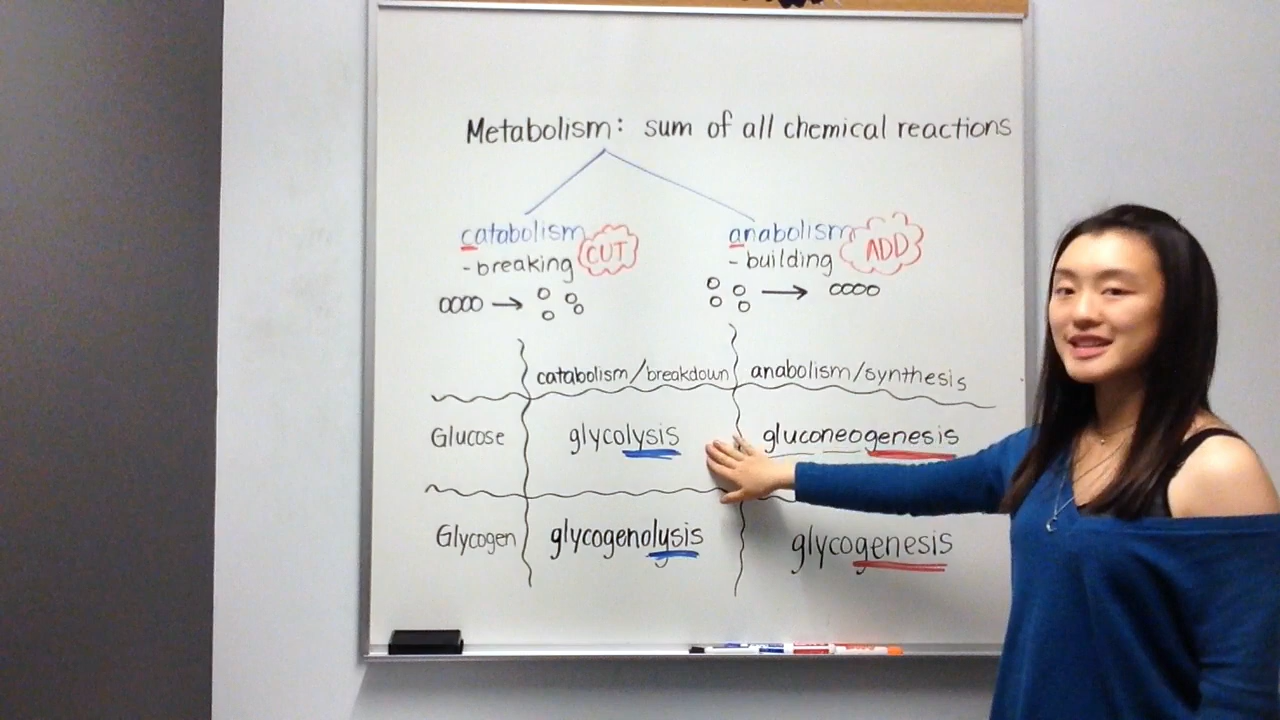 Metabolism: sum of all chemical reactions
catabolism
CUT
- breaking
anabolism
ADD
- building
catabolism/breakdown
anabolism/synthesis
Glucose
glycolysis
gluconeogenesis
Glycogen
glycogenolysis
glycogenesis